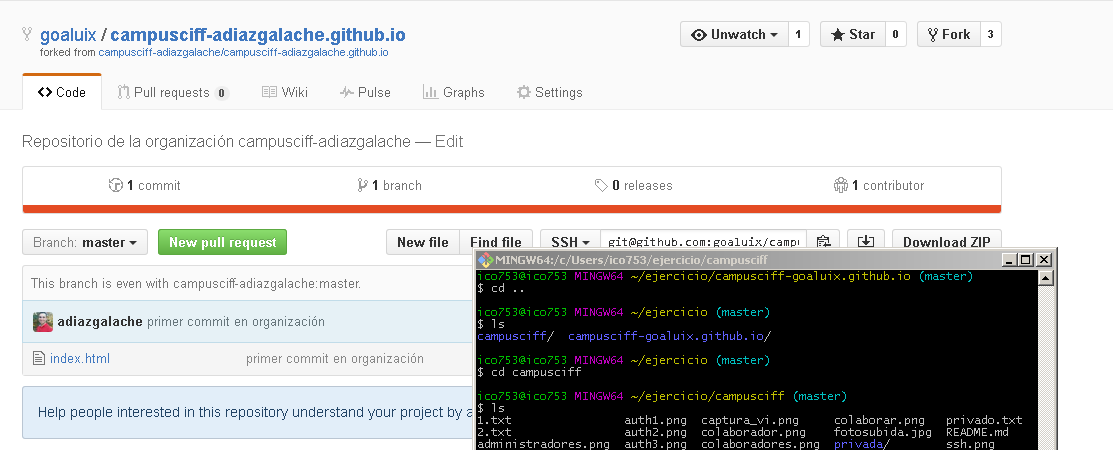 goaluix / campusciff-adiazgalache.github.io
Unwatch 1 Star 0 Fork 3
forked from campusciff-adiazgalache/campusciff-adiazgalache.github.io
Code Pull requests 0 Wiki Pulse Graphs Settings
Repositorio de la organización campusciff-adiazgalache — Edit
1 commit 1 branch 0 releases 1 contributor
Branch: master New pull request New file Find file SSH git@github.com:goaluix/campu Download ZIP
This branch is even with campusciff-adiazgalache:master.
adiazgalache primer commit en organización
index.html primer commit en organización
Help people interested in this repository understand your project by a
MINGW64:/c/Users/ico753/ejercicio/campusciff
ico753@ico753 MINGW64 ~/ejercicio/campusciff-goaluix.github.io (master)
$ cd ..
ico753@ico753 MINGW64 ~/ejercicio (master)
$ ls
campusciff/ campusciff-goaluix.github.io/
ico753@ico753 MINGW64 ~/ejercicio (master)
$ cd campusciff
ico753@ico753 MINGW64 ~/ejercicio/campusciff (master)
$ ls
1.txt auth1.png captura_vi.png colaborar.png privado.txt
2.txt auth2.png colaborador.png fotosubida.jpg README.md
administradores.png auth3.png colaboradores.png privada/ ssh.png